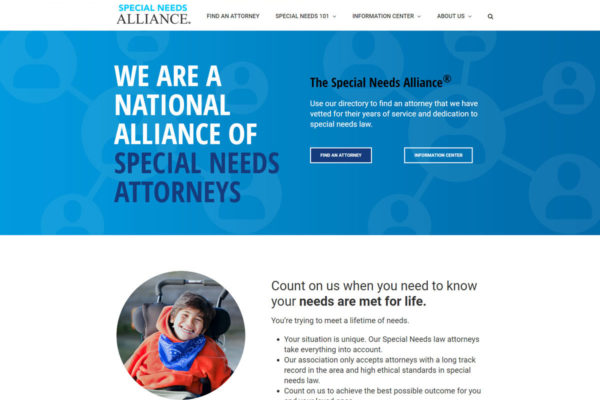 SPECIAL NEEDS
ALLIANCE®
FIND AN ATTORNEY SPECIAL NEEDS 101 INFORMATION CENTER ABOUT US
WE ARE A
NATIONAL
ALLIANCE OF
SPECIAL NEEDS
ATTORNEYS
The Special Needs Alliance®
Use our directory to find an attorney that we have
vetted for their years of service and dedication to
special needs law.
FIND AN ATTORNEY INFORMATION CENTER
Count on us when you need to know
your needs are met for life.
You're trying to meet a lifetime of needs.
• Your situation is unique. Our Special Needs law attorneys
take everything into account.
• Our association only accepts attorneys with a long track
record in the area and high ethical standards in special
needs law.
• Count on us to achieve the best possible outcome for you